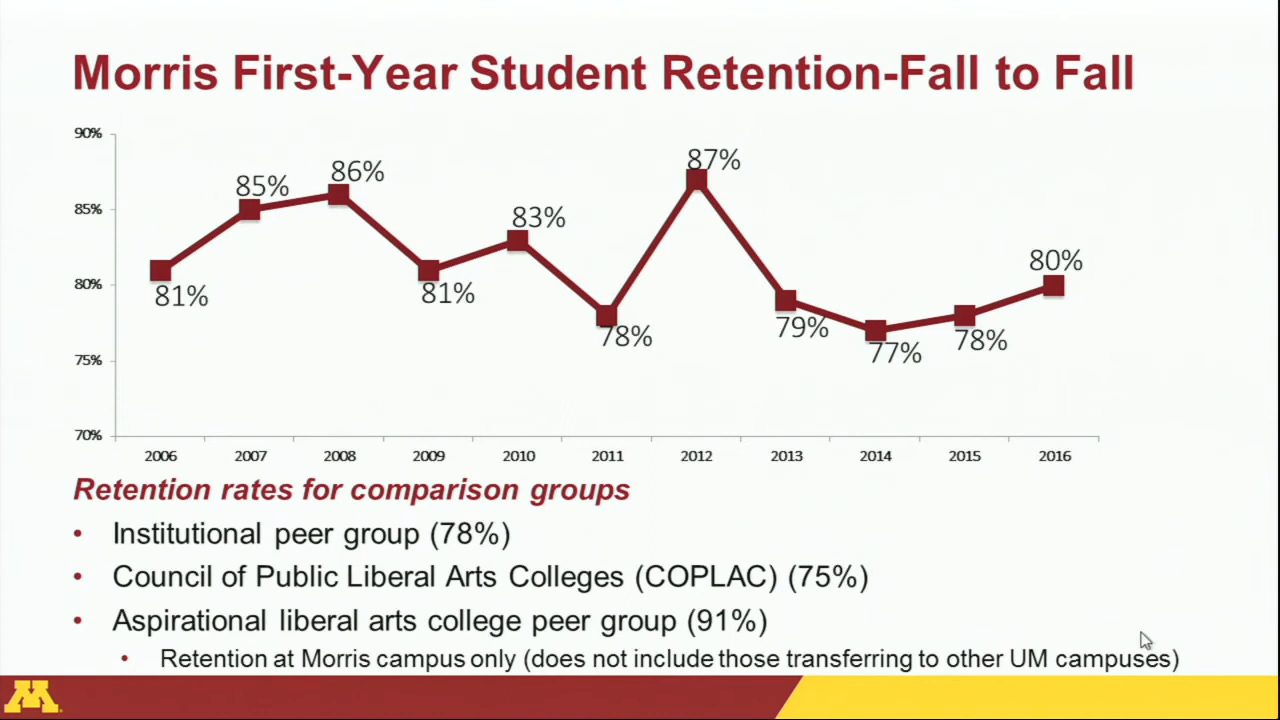 Morris First-Year Student Retention-Fall to Fall
90%
87%
86%
85%
85%
83%
81%
81%
80%
80%
79%
78%
78%
77%
75%
70%
2006 2007 2008 2009 2010 2011 2012 2013 2014 2015 2016
Retention rates for comparison groups
• Institutional peer group (78%)
• Council of Public Liberal Arts Colleges (COPLAC) (75%)
• Aspirational liberal arts college peer group (91%)
• Retention at Morris campus only (does not include those transferring to other UM campuses)
M